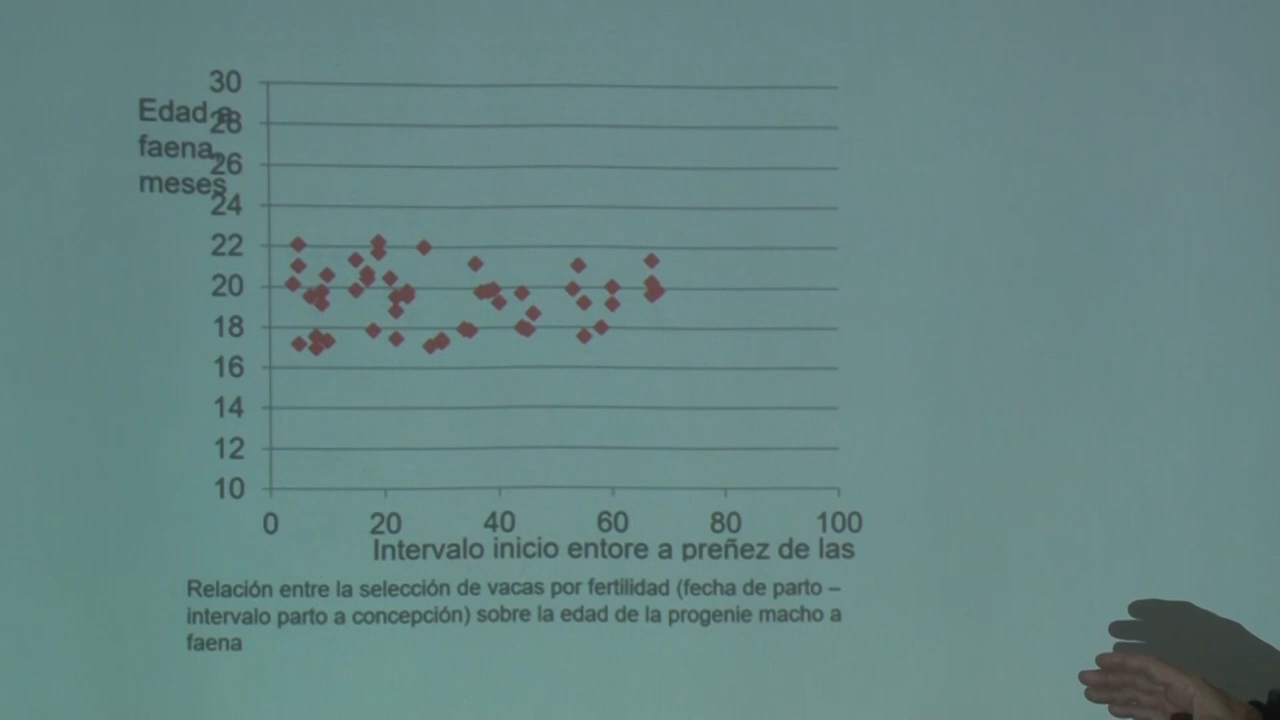 30
Edad a
28
faena,
26
meses
24
22
20
18
16
14
12
10
0 20 40 60 80 100
Intervalo inicio entore a preñez de las
Relación entre la selección de vacas por fertilidad (fecha de parto –
intervalo parto a concepción) sobre la edad de la progenie macho a
faena